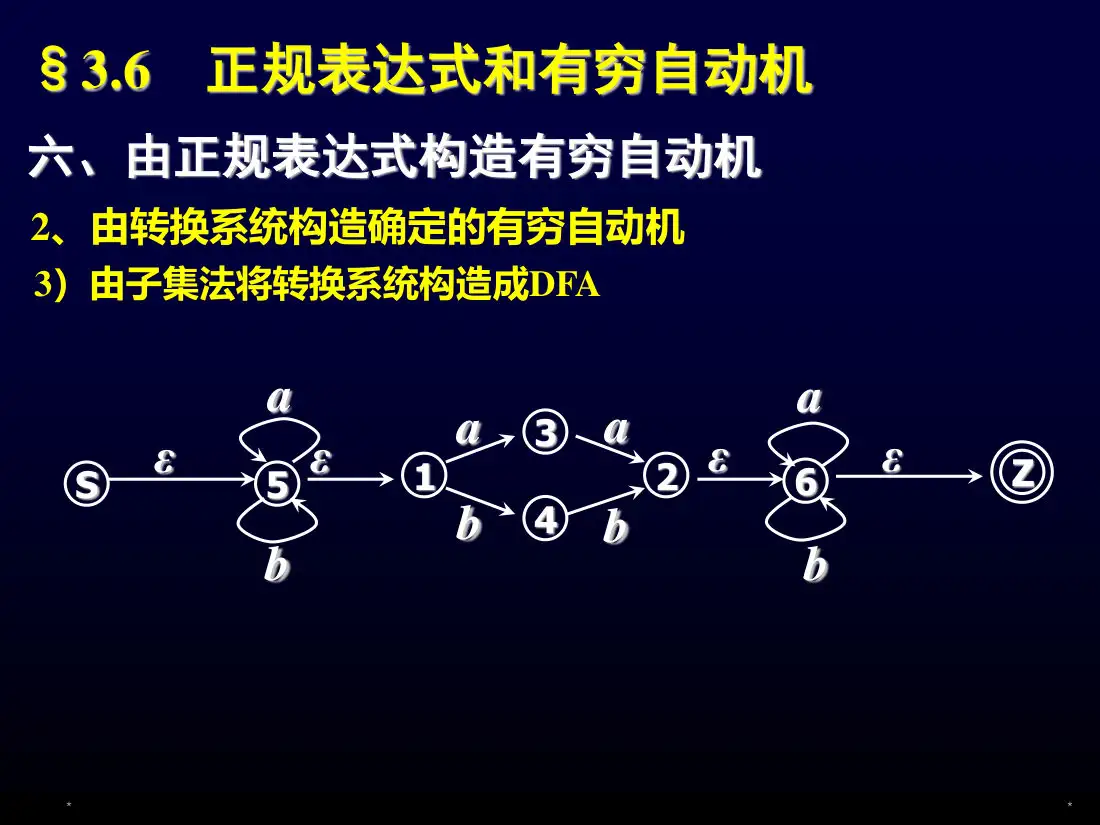 §3.6 正规表达式和有穷自动机
六、由正规表达式构造有穷自动机
2、由转换系统构造确定的有穷自动机
3）由子集法将转换系统构造成DFA
a a
a 3 a
ε ε ε ε
S 5 1 2 6 Z
b 4 b
b b
* *